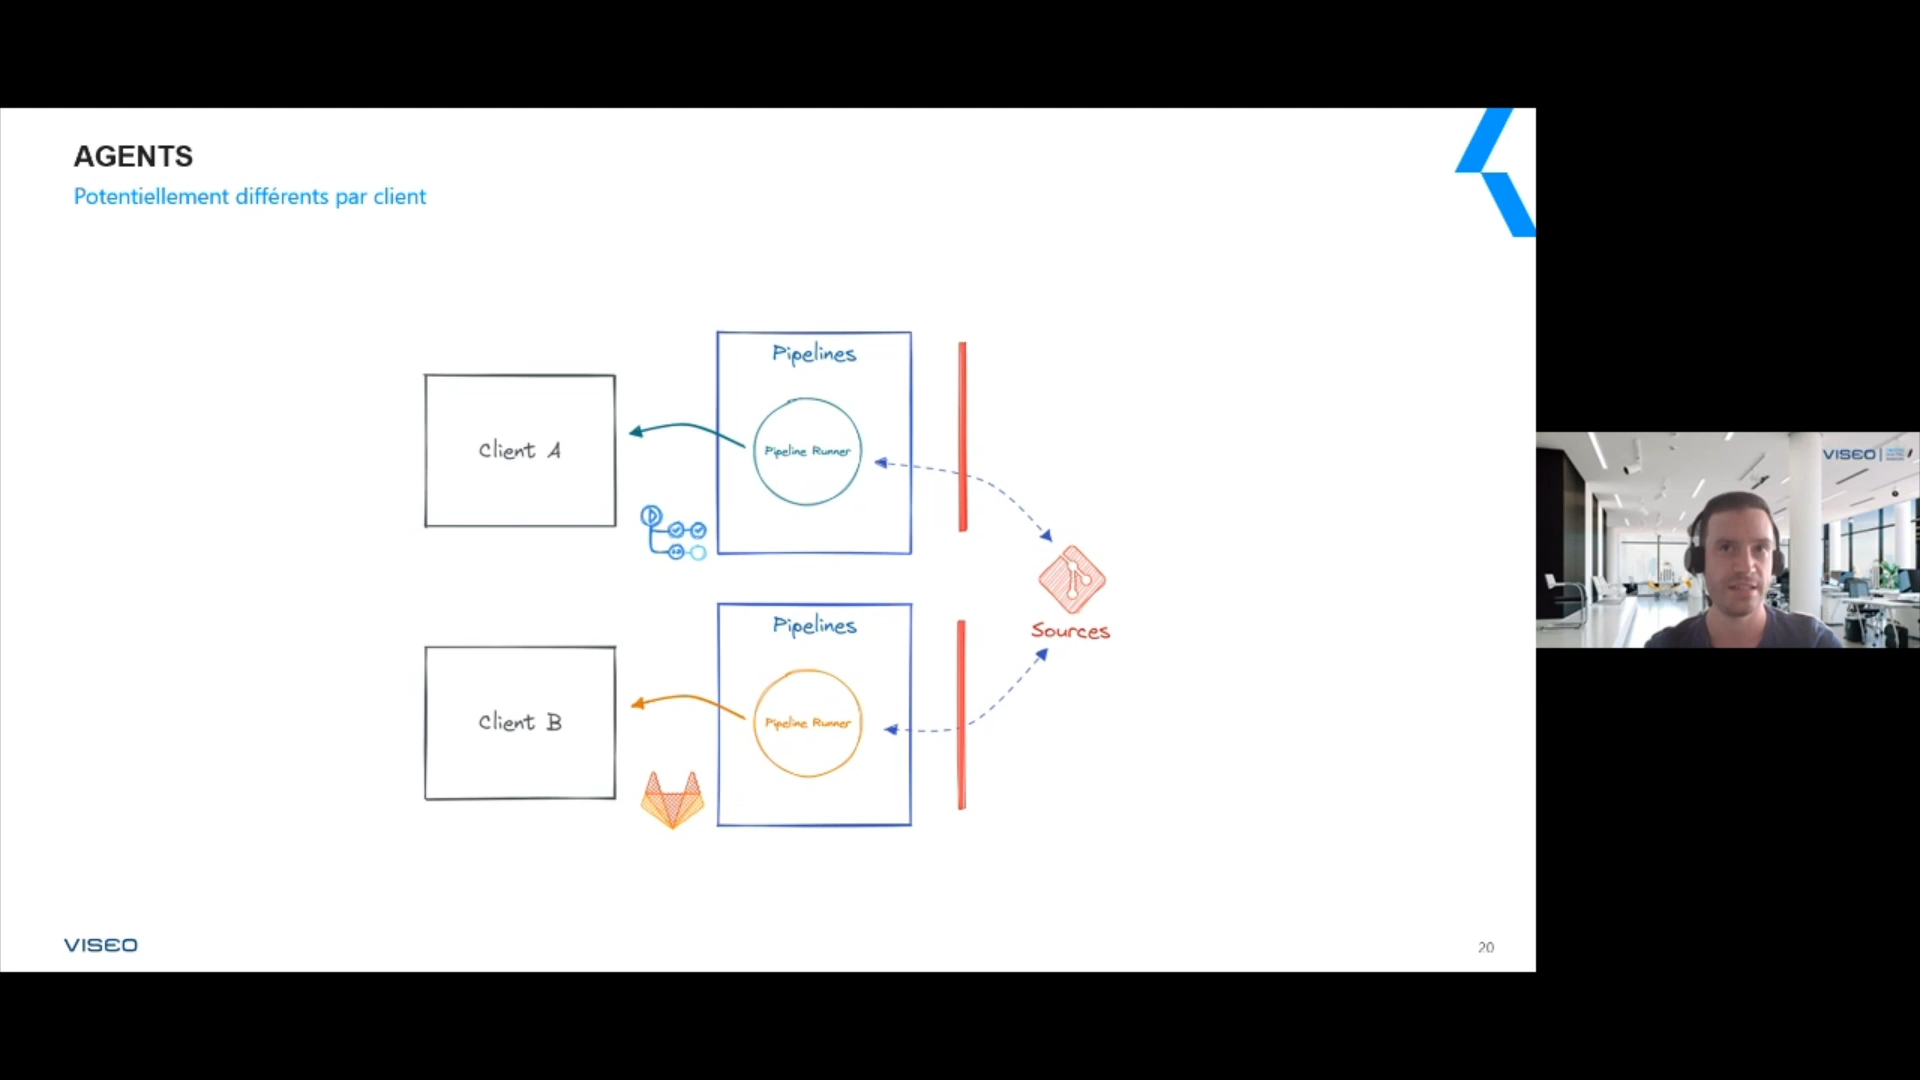 AGENTS
Potentiellement différents par client
Pipelines
Client A
Pipeline Runner
Sources
Pipelines
Client B
Pipeline Runner
VISEO
20
VISEO